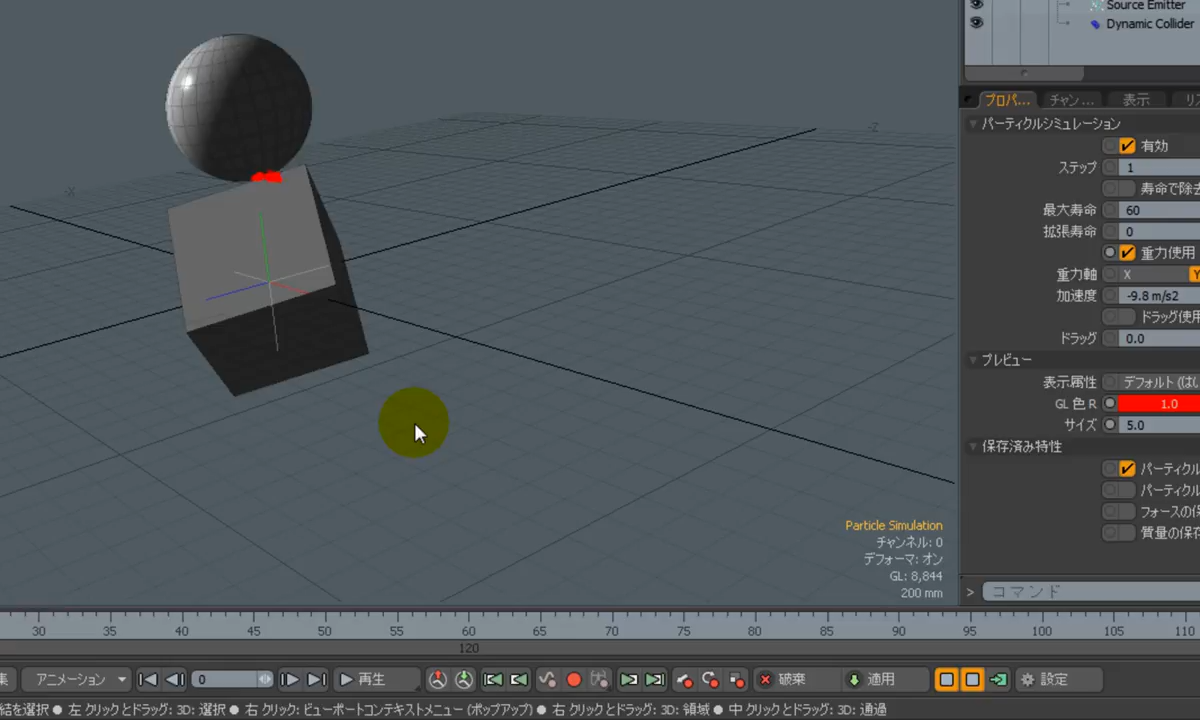 Source Emitter
Dynamic Collider
プロパ... チャン... 表示 リ
パーティクルシミュレーション
有効
ステップ 1
寿命で除去
最大寿命 60
拡張寿命 0
重力使用
重力軸 X Y
加速度 -9.8 m/s2
ドラッグ使用
ドラッグ 0.0
プレビュー
表示属性 デフォルト (はい
GL 色 R 1.0
サイズ 5.0
保存済み特性
パーティクル
パーティクル
フォースの保
質量の保存
> コマンド
-X
-Z
Particle Simulation
チャンネル: 0
デフォーマ: オン
GL: 8,844
200 mm
30 35 40 45 50 55 60 65 70 75 80 85 90 95 100 105 110
120
集 アニメーション 0 再生 破棄 適用 設定
結を選択 ● 左 クリックとドラッグ: 3D: 選択 ● 右 クリック: ビューポートコンテキストメニュー (ポップアップ) ● 右 クリックとドラッグ: 3D: 領域 ● 中 クリックとドラッグ: 3D: 通過